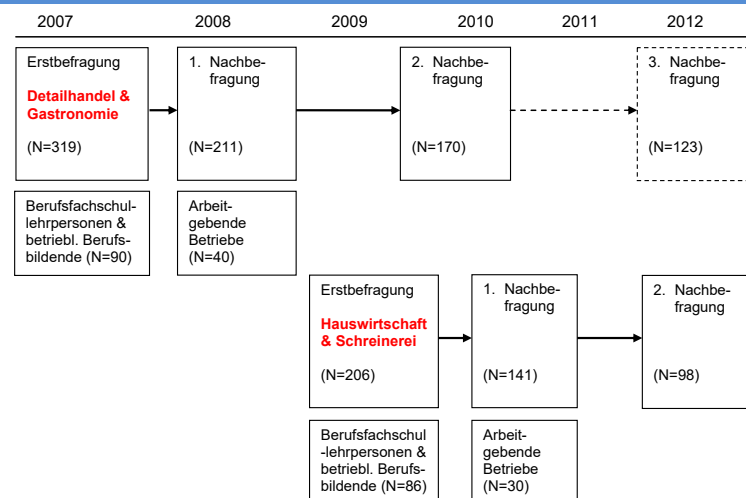 2007 2008 2009 2010 2011 2012
Erstbefragung
Detailhandel &
Gastronomie
(N=319)
1. Nachbe-
fragung
(N=211)
2. Nachbe-
fragung
(N=170)
3. Nachbe-
fragung
(N=123)
Berufsfachschul-
lehrpersonen &
betriebl. Berufs-
bildende (N=90)
Arbeit-
gebende
Betriebe
(N=40)
Erstbefragung
Hauswirtschaft
& Schreinerei
(N=206)
1. Nachbe-
fragung
(N=141)
2. Nachbe-
fragung
(N=98)
Berufsfachschul
-lehrpersonen &
betriebl. Berufs-
bildende (N=86)
Arbeit-
gebende
Betriebe
(N=30)